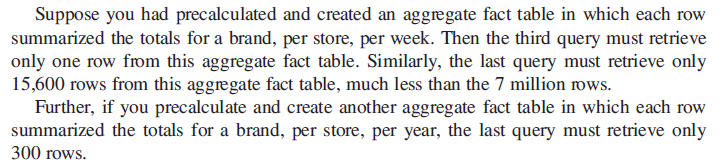 Suppose you had precalculated and created an aggregate fact table in which each row
summarized the totals for a brand, per store, per week. Then the third query must retrieve
only one row from this aggregate fact table. Similarly, the last query must retrieve only
15,600 rows from this aggregate fact table, much less than the 7 million rows.
Further, if you precalculate and create another aggregate fact table in which each row
summarized the totals for a brand, per store, per year, the last query must retrieve only
300 rows.